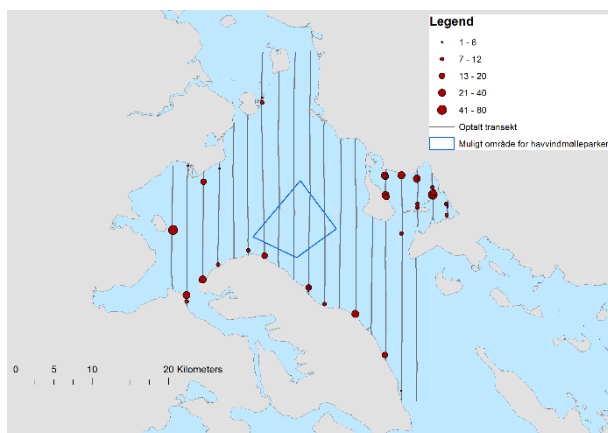 Legend
1 - 6
7 - 12
13 - 20
21 - 40
41 - 80
Optalt transekt
Muligt område for havvindmølleparker
0 5 10 20 Kilometers